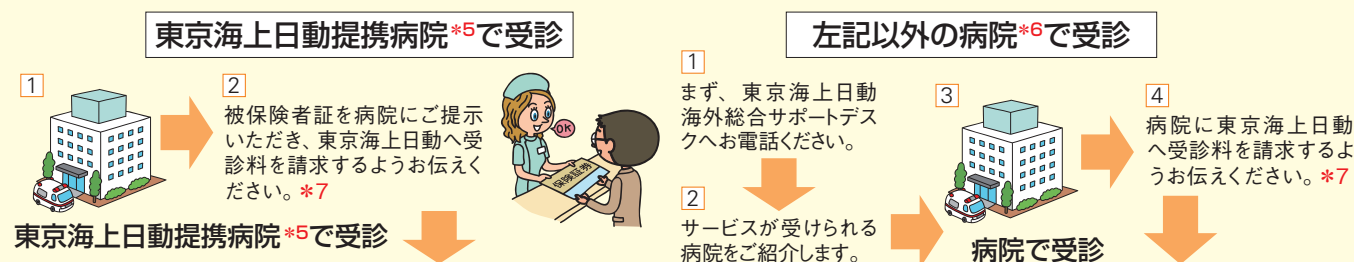 東京海上日動提携病院*5で受診
1
2
被保険者証を病院にご提示
いただき、東京海上日動へ受
診料を請求するようお伝えく
ださい。*7
OK
保険証券
東京海上日動提携病院*5で受診
左記以外の病院*6で受診
1
まず、東京海上日動
海外総合サポートデス
クへお電話ください。
2
サービスが受けられる
病院をご紹介します。
3
病院で受診
4
病院に東京海上日動
へ受診料を請求するよ
うお伝えください。*7